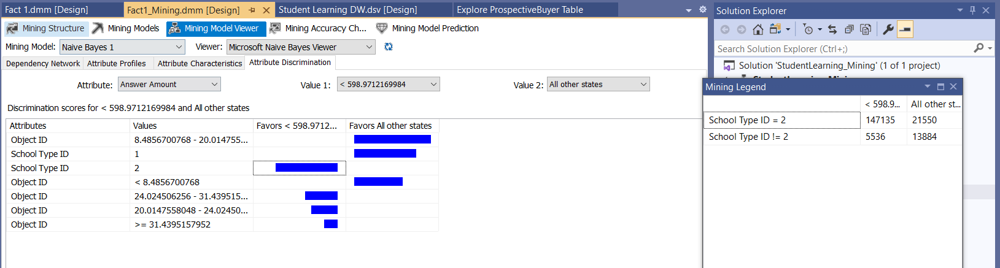 Fact 1.dmm [Design]
Fact1_Mining.dmm [Design]
Student Learning DW.dsv [Design]
Explore ProspectiveBuyer Table
Mining Structure
Mining Models
Mining Model Viewer
Mining Accuracy Ch...
Mining Model Prediction
Mining Model: Naive Bayes 1
Viewer: Microsoft Naive Bayes Viewer
Dependency Network
Attribute Profiles
Attribute Characteristics
Attribute Discrimination
Attribute: Answer Amount
Value 1: < 598.9712169984
Value 2: All other states
Discrimination scores for < 598.9712169984 and All other states
Attributes Values Favors < 598.9712... Favors All other states
Object ID 8.4856700768 - 20.014755...
School Type ID 1
School Type ID 2
Object ID < 8.4856700768
Object ID 24.024506256 - 31.439515...
Object ID 20.0147558048 - 24.02450...
Object ID >= 31.4395157952
Solution Explorer
Search Solution Explorer (Ctrl+;)
Solution 'StudentLearning_Mining' (1 of 1 project)
Mining Legend
< 598.9... All other st...
School Type ID = 2 147135 21550
School Type ID != 2 5536 13884